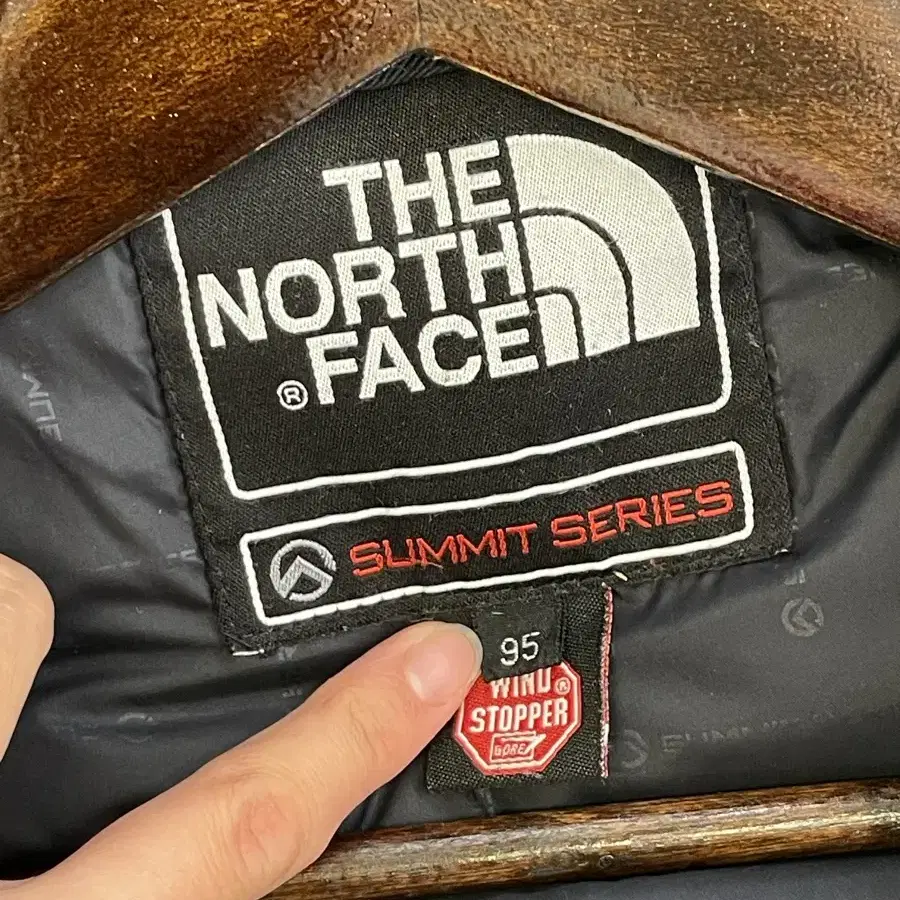 THE
NORTH
® FACE
SUMMIT SERIES
95
WIND ®
STOPPER
GORE